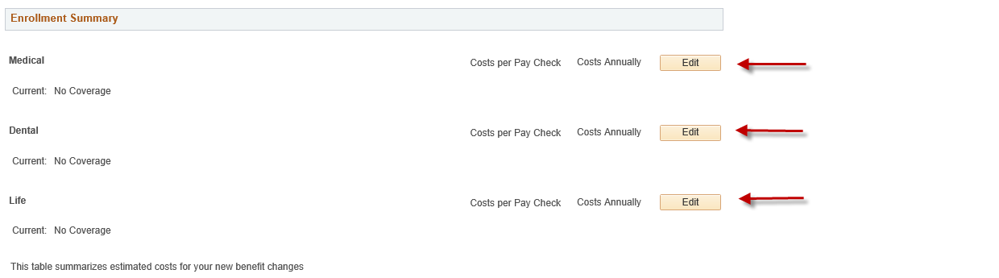 Enrollment Summary
Medical Costs per Pay Check Costs Annually Edit
Current: No Coverage
Dental Costs per Pay Check Costs Annually Edit
Current: No Coverage
Life Costs per Pay Check Costs Annually Edit
Current: No Coverage
This table summarizes estimated costs for your new benefit changes